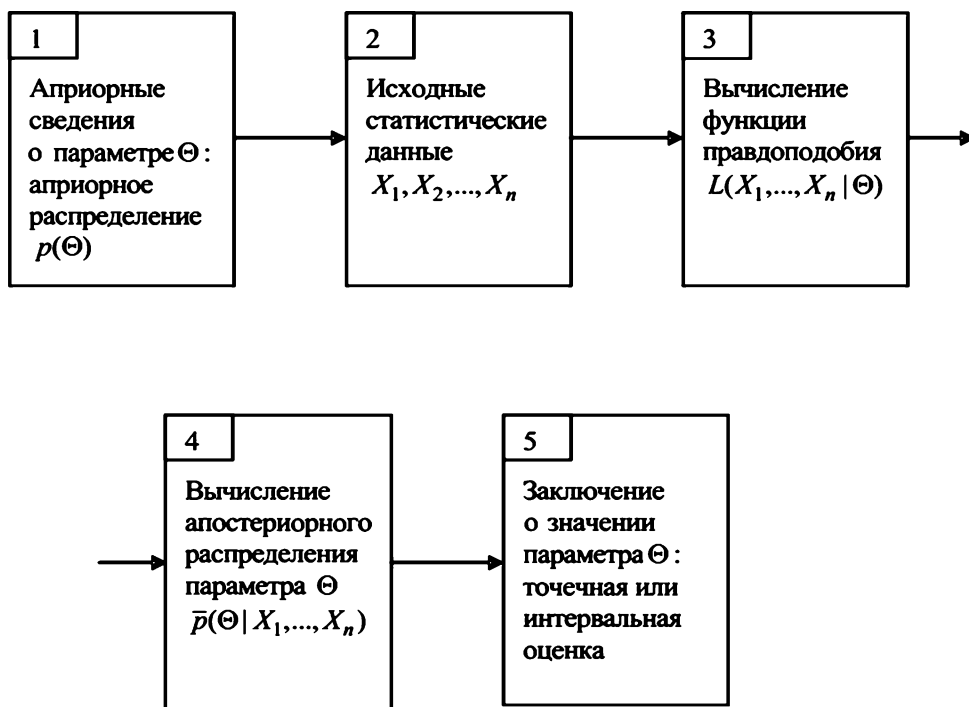 1
Априорные
сведения
о параметре Θ:
априорное
распределение
p(Θ)
2
Исходные
статистические
данные
X₁, X₂,..., Xₙ
3
Вычисление
функции
правдоподобия
L(X₁,..., Xₙ | Θ)
4
Вычисление
апостериорного
распределения
параметра Θ
p̅(Θ | X₁,..., Xₙ)
5
Заключение
о значении
параметра Θ:
точечная или
интервальная
оценка